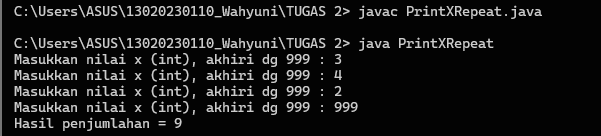 C:\Users\ASUS\13020230110_Wahyuni\TUGAS 2> javac PrintXRepeat.java
C:\Users\ASUS\13020230110_Wahyuni\TUGAS 2> java PrintXRepeat
Masukkan nilai x (int), akhiri dg 999 : 3
Masukkan nilai x (int), akhiri dg 999 : 4
Masukkan nilai x (int), akhiri dg 999 : 2
Masukkan nilai x (int), akhiri dg 999 : 999
Hasil penjumlahan = 9